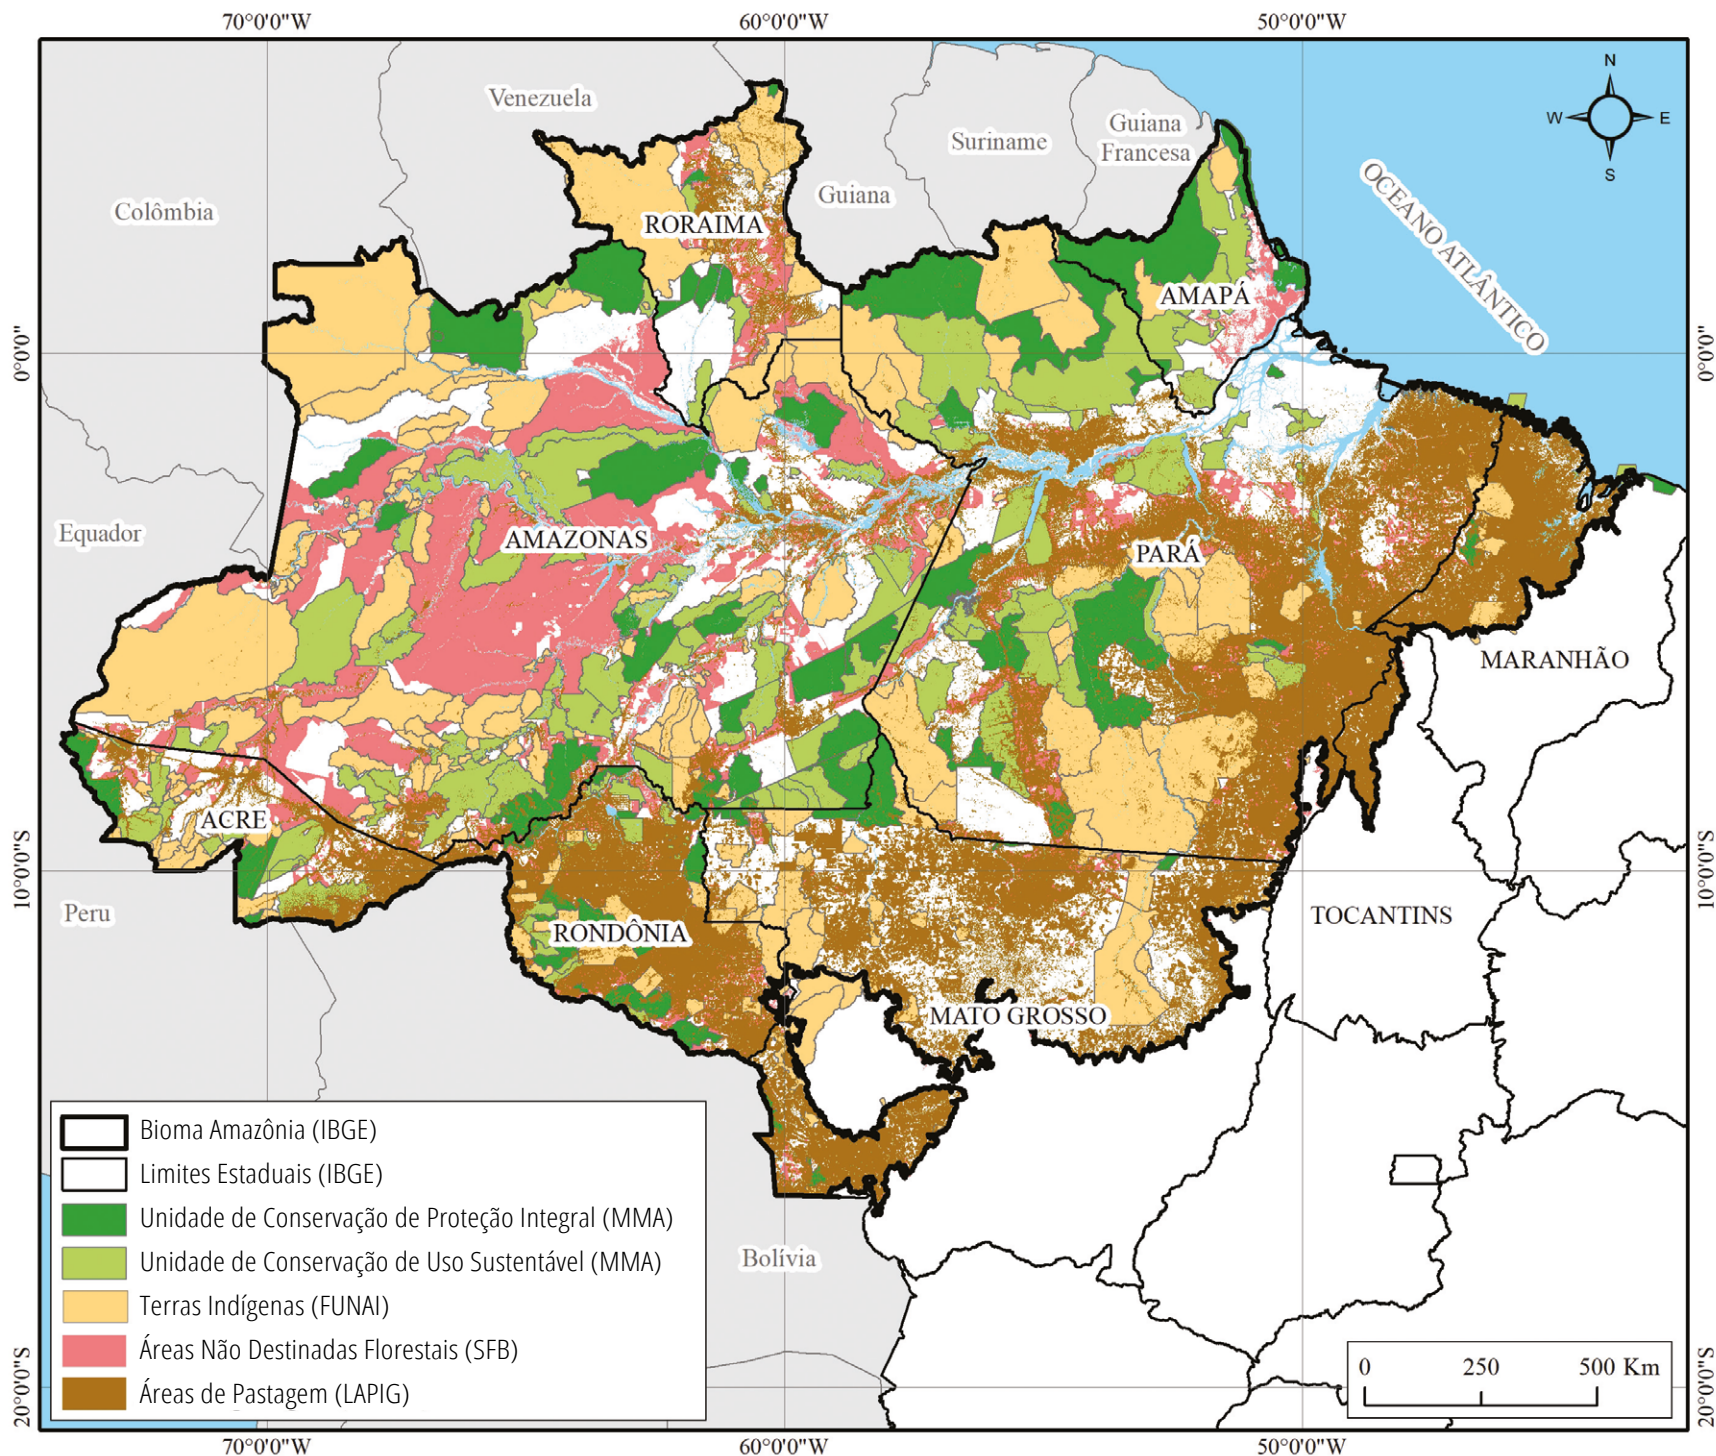 70°0'0"W
60°0'0"W
50°0'0"W
N
W
E
S
Venezuela
Suriname
Guiana
Francesa
Guiana
Colômbia
OCEANO ATLÂNTICO
RORAIMA
AMAPÁ
0°0'0"
0°0'0"
Equador
AMAZONAS
PARÁ
MARANHÃO
ACRE
10°0'0"S
10°0'0"S
Peru
RONDÔNIA
TOCANTINS
MATO GROSSO
Bolívia
Bioma Amazônia (IBGE)
Limites Estaduais (IBGE)
Unidade de Conservação de Proteção Integral (MMA)
Unidade de Conservação de Uso Sustentável (MMA)
Terras Indígenas (FUNAI)
Áreas Não Destinadas Florestais (SFB)
Áreas de Pastagem (LAPIG)
0 250 500 Km
20°0'0"S
20°0'0"S
70°0'0"W
60°0'0"W
50°0'0"W